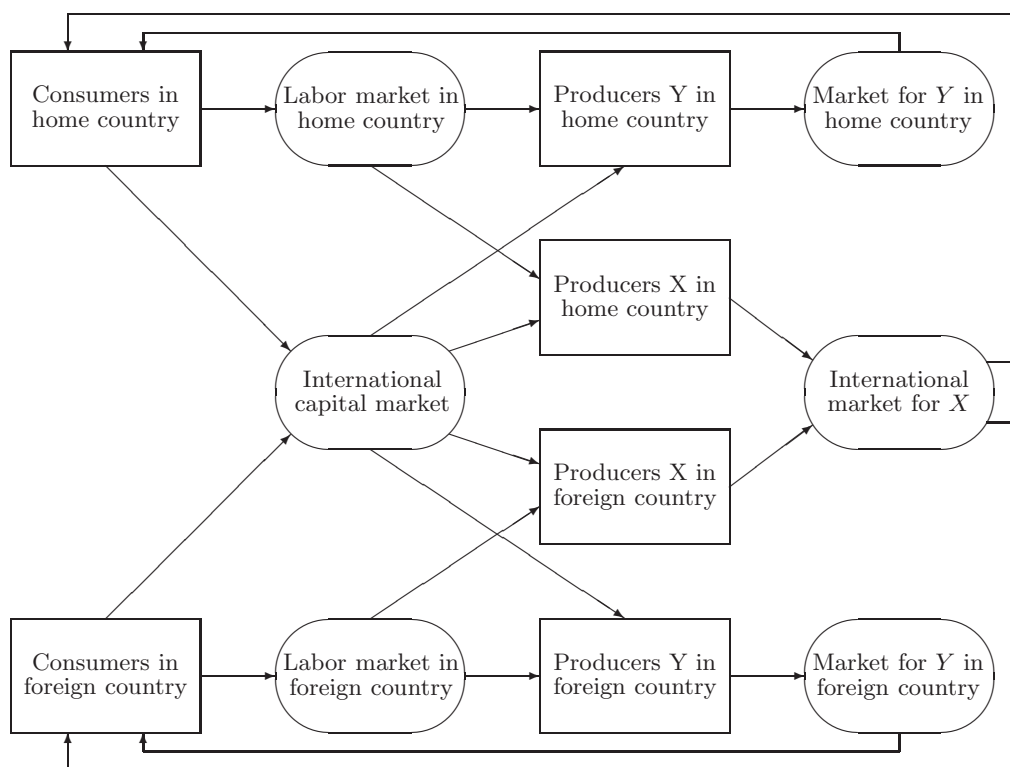 Consumers in
home country
Labor market in
home country
Producers Y in
home country
Market for Y in
home country
Producers X in
home country
International
capital market
International
market for X
Producers X in
foreign country
Consumers in
foreign country
Labor market in
foreign country
Producers Y in
foreign country
Market for Y in
foreign country